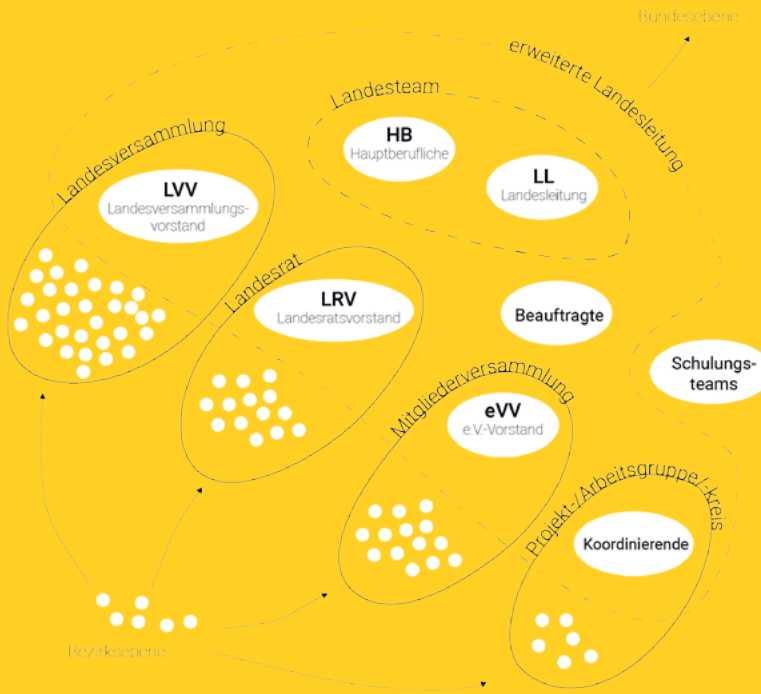 Bundesebene
erweiterte Landesleitung
Landesteam
HB
Hauptberufliche
LL
Landesleitung
Landesversammlung
LVV
Landesversammlungs-
vorstand
Landesrat
LRV
Landesratsvorstand
Beauftragte
Schulungs-
teams
Mitgliederversammlung
eVV
e.V.-Vorstand
Projekt-/Arbeitsgruppe/-kreis
Koordinierende
Bezirksebene